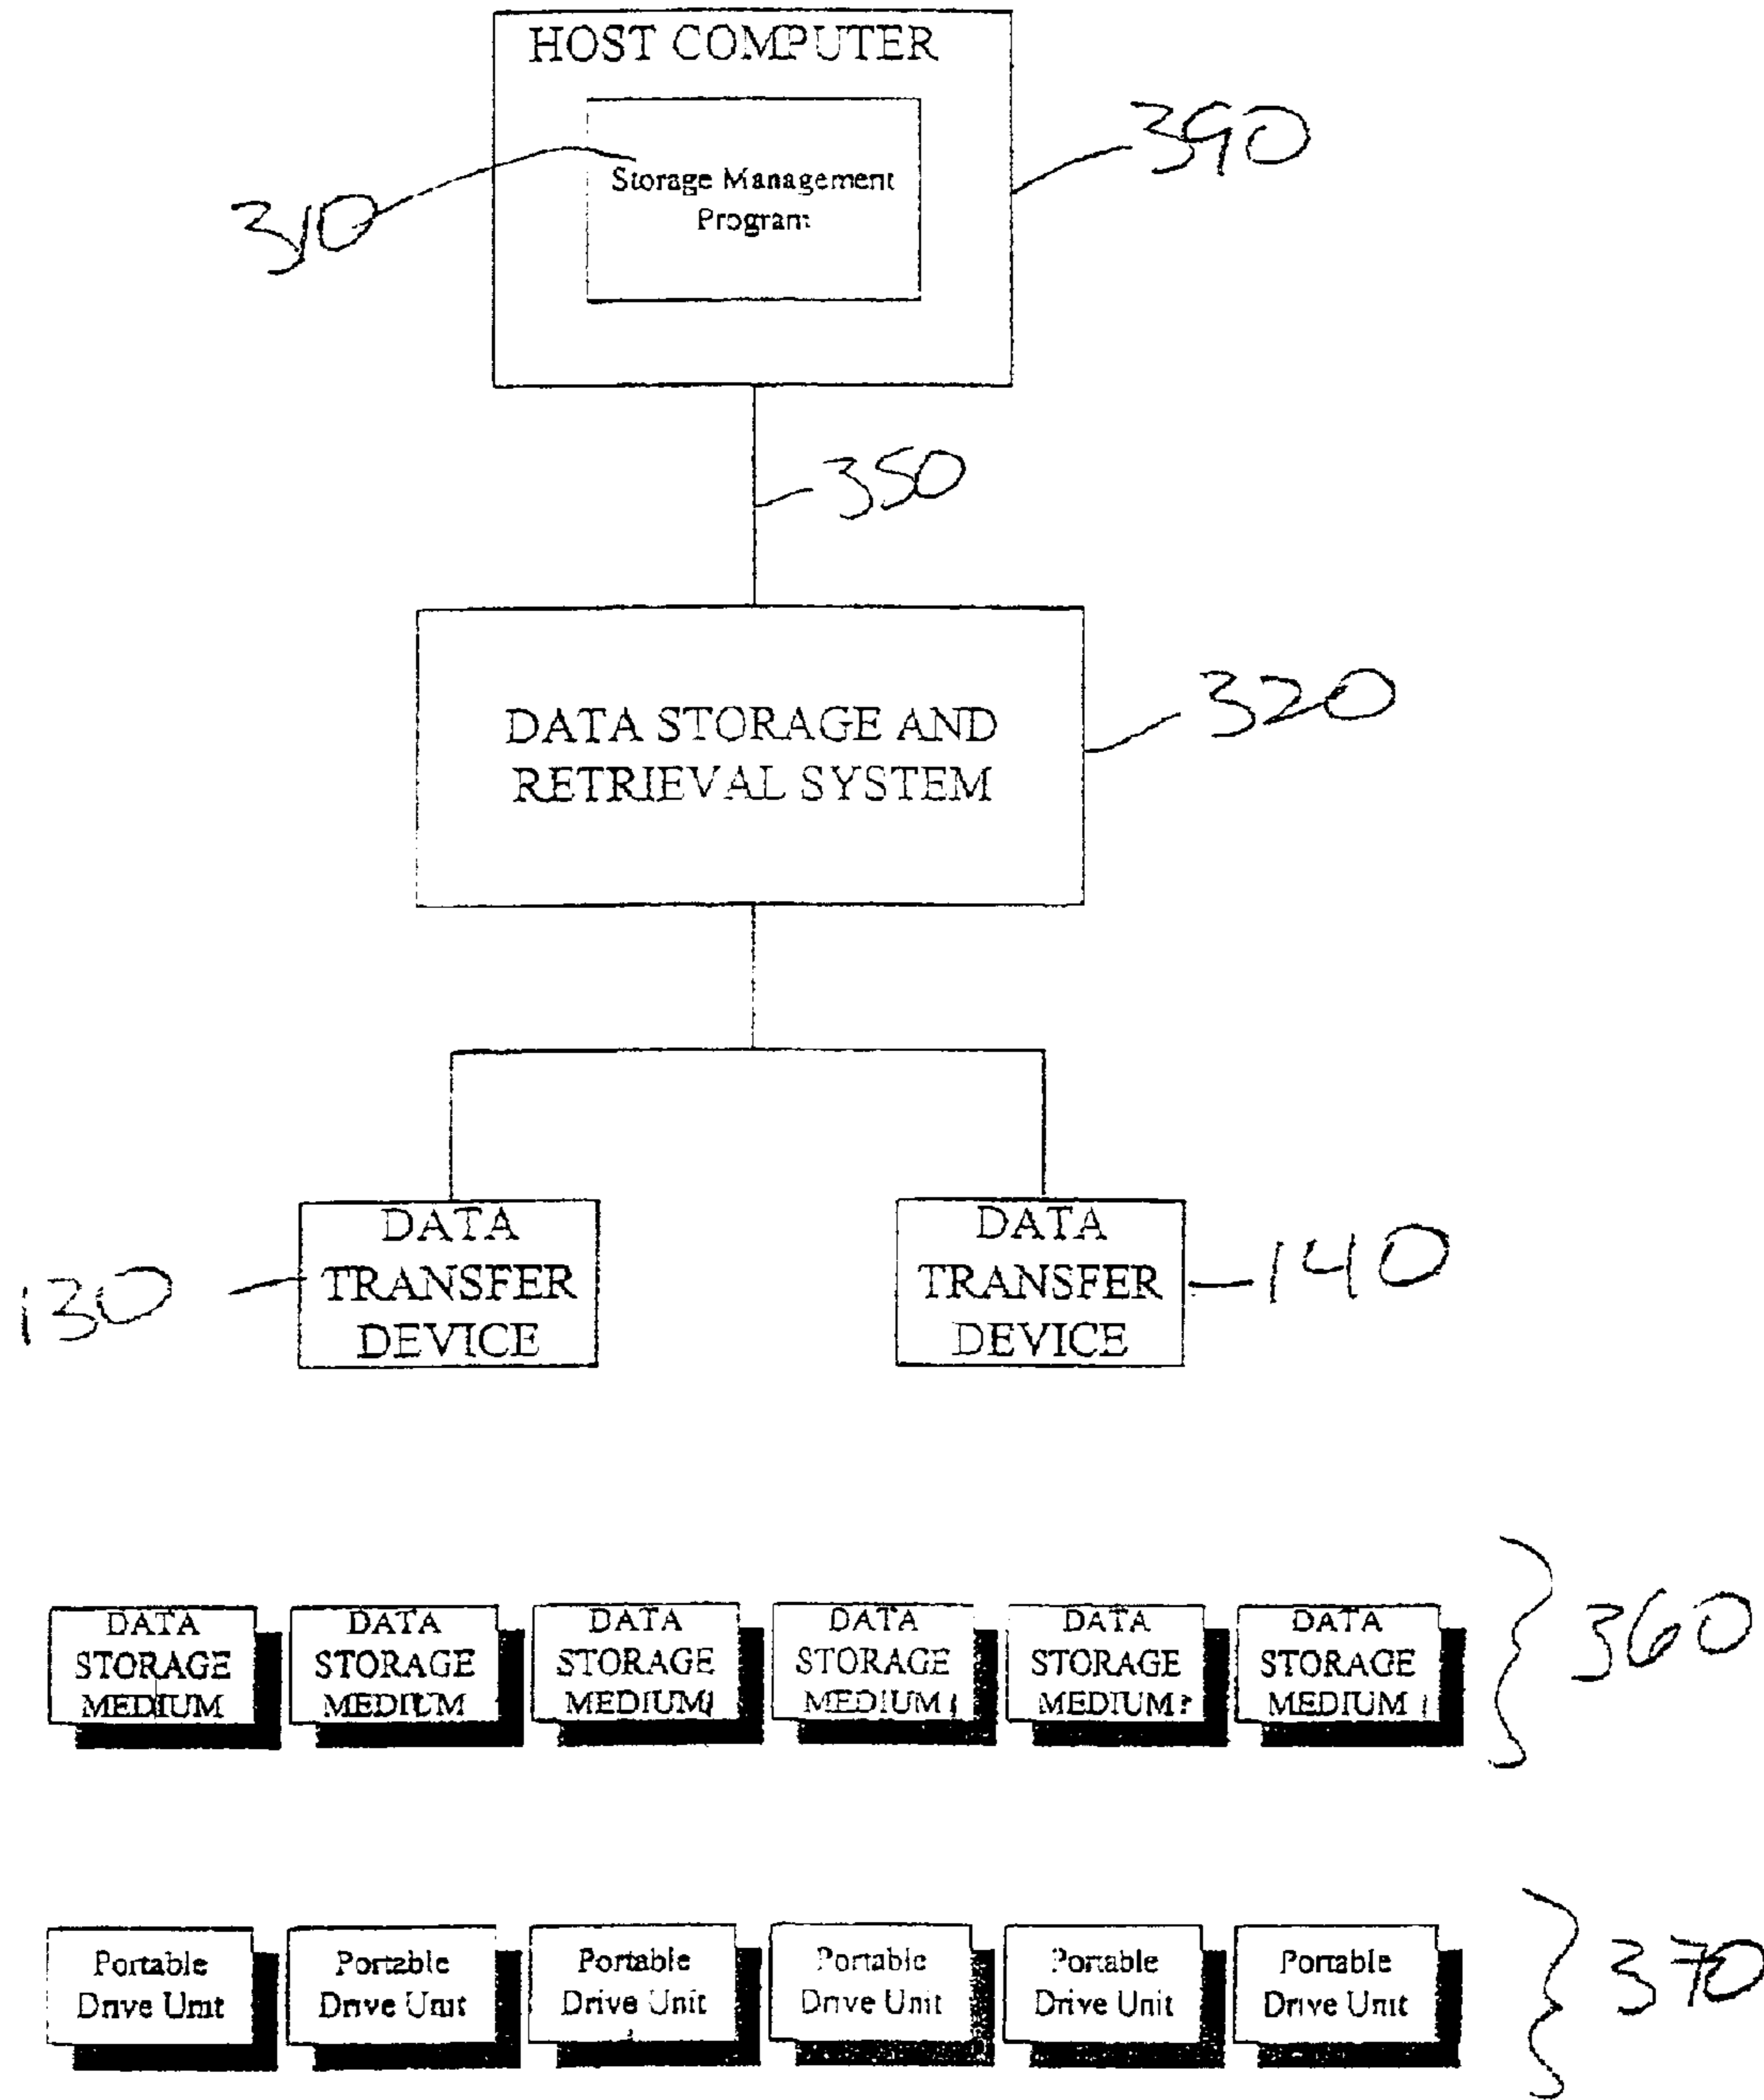 HOST COMPUTER
390
Storage Management
Program
310
350
320
DATA STORAGE AND
RETRIEVAL SYSTEM
DATA
TRANSFER
DEVICE
130
DATA
TRANSFER
DEVICE
140
DATA
STORAGE
MEDIUM
DATA
STORAGE
MEDIUM
DATA
STORAGE
MEDIUM
DATA
STORAGE
MEDIUM
DATA
STORAGE
MEDIUM
DATA
STORAGE
MEDIUM
360
Portable
Drive Unit
Portable
Drive Unit
Portable
Drive Unit
Portable
Drive Unit
Portable
Drive Unit
Portable
Drive Unit
370